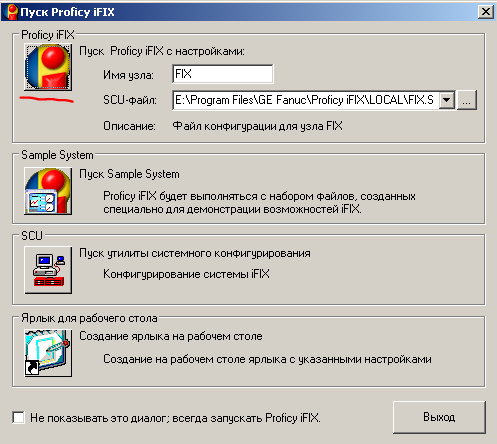 Пуск Proficy iFIX
Proficy iFIX
Пуск Proficy iFIX с настройками:
Имя узла: FIX
SCU-файл: E:\Program Files\GE Fanuc\Proficy iFIX\LOCAL\FIX.S ...
Описание: Файл конфигурации для узла FIX
Sample System
Пуск Sample System
Proficy iFIX будет выполняться с набором файлов, созданных
специально для демонстрации возможностей iFIX.
SCU
Пуск утилиты системного конфигурирования
Конфигурирование системы iFIX
Ярлык для рабочего стола
Создание ярлыка на рабочем столе
Создание на рабочем столе ярлыка с указанными настройками
Не показывать это диалог; всегда запускать Proficy iFIX.
Выход